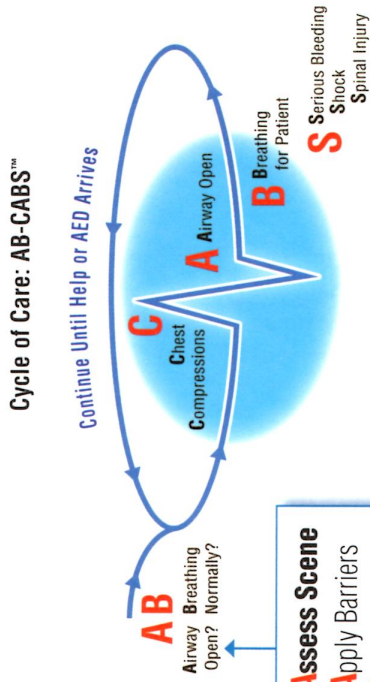 Cycle of Care: AB-CABS™
Continue Until Help or AED Arrives
A B
Airway Breathing
Open? Normally?
C
Chest
Compressions
A Airway Open
B Breathing
for Patient
S Serious Bleeding
Shock
Spinal Injury
Assess Scene
Apply Barriers